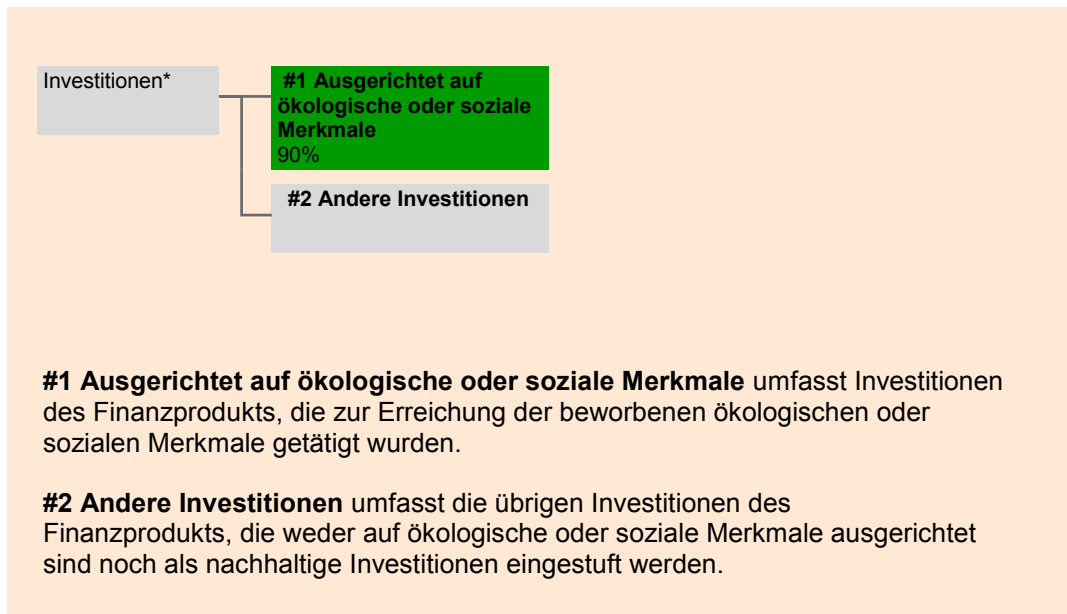 Investitionen*
#1 Ausgerichtet auf
ökologische oder soziale
Merkmale
90%
#2 Andere Investitionen
#1 Ausgerichtet auf ökologische oder soziale Merkmale umfasst Investitionen
des Finanzprodukts, die zur Erreichung der beworbenen ökologischen oder
sozialen Merkmale getätigt wurden.
#2 Andere Investitionen umfasst die übrigen Investitionen des
Finanzprodukts, die weder auf ökologische oder soziale Merkmale ausgerichtet
sind noch als nachhaltige Investitionen eingestuft werden.